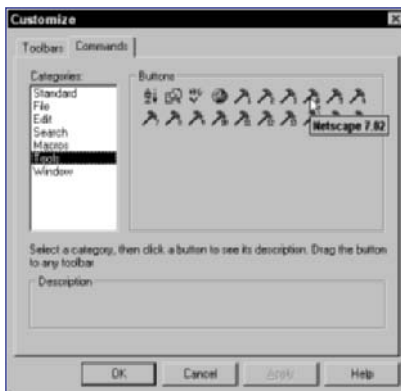 Customize
Toolbars Commands
Categories:
Buttons
Standard
File
Edit
Search
Macros
Tools
Window
Netscape 7.02
Select a category, then click a button to see its description. Drag the button
to any toolbar
Description
OK Cancel Apply Help